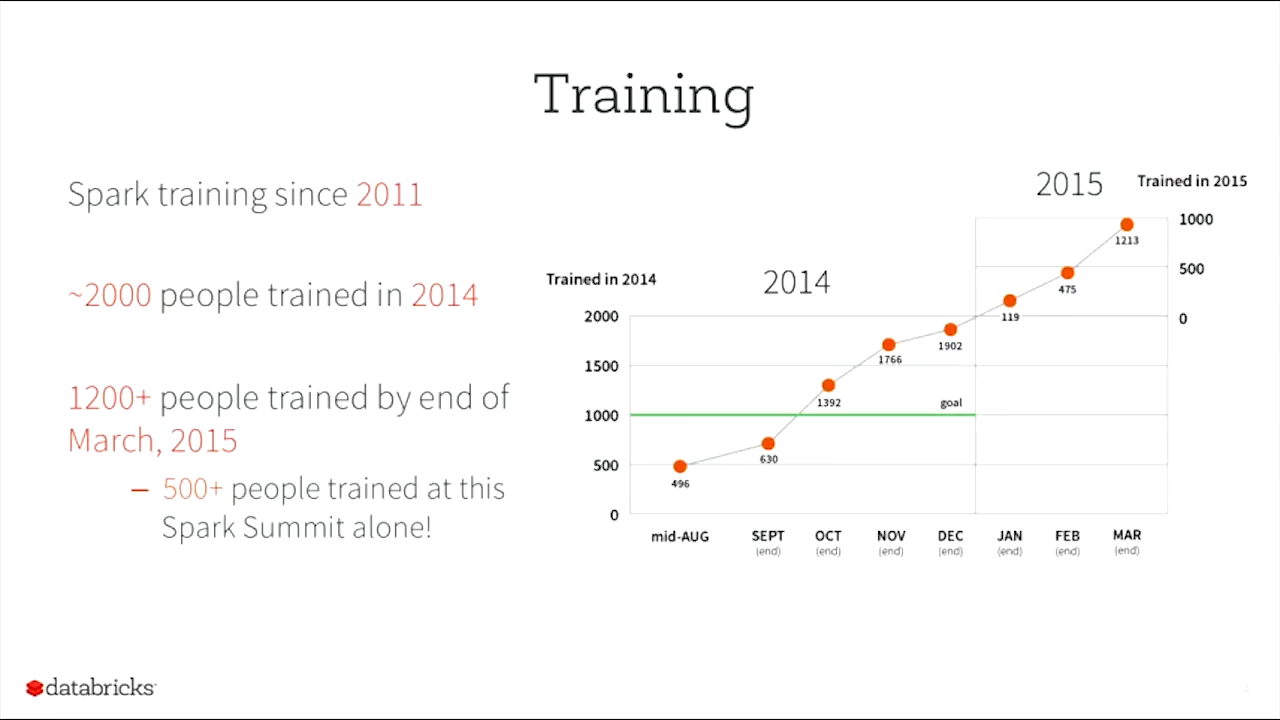 Training
Spark training since 2011
~2000 people trained in 2014
1200+ people trained by end of
March, 2015
– 500+ people trained at this
Spark Summit alone!
2015
Trained in 2015
Trained in 2014
2014
1000
500
0
2000
1500
1000
500
0
496
630
1392
1766
1902
119
475
1213
goal
mid-AUG
SEPT
(end)
OCT
(end)
NOV
(end)
DEC
(end)
JAN
(end)
FEB
(end)
MAR
(end)
databricks